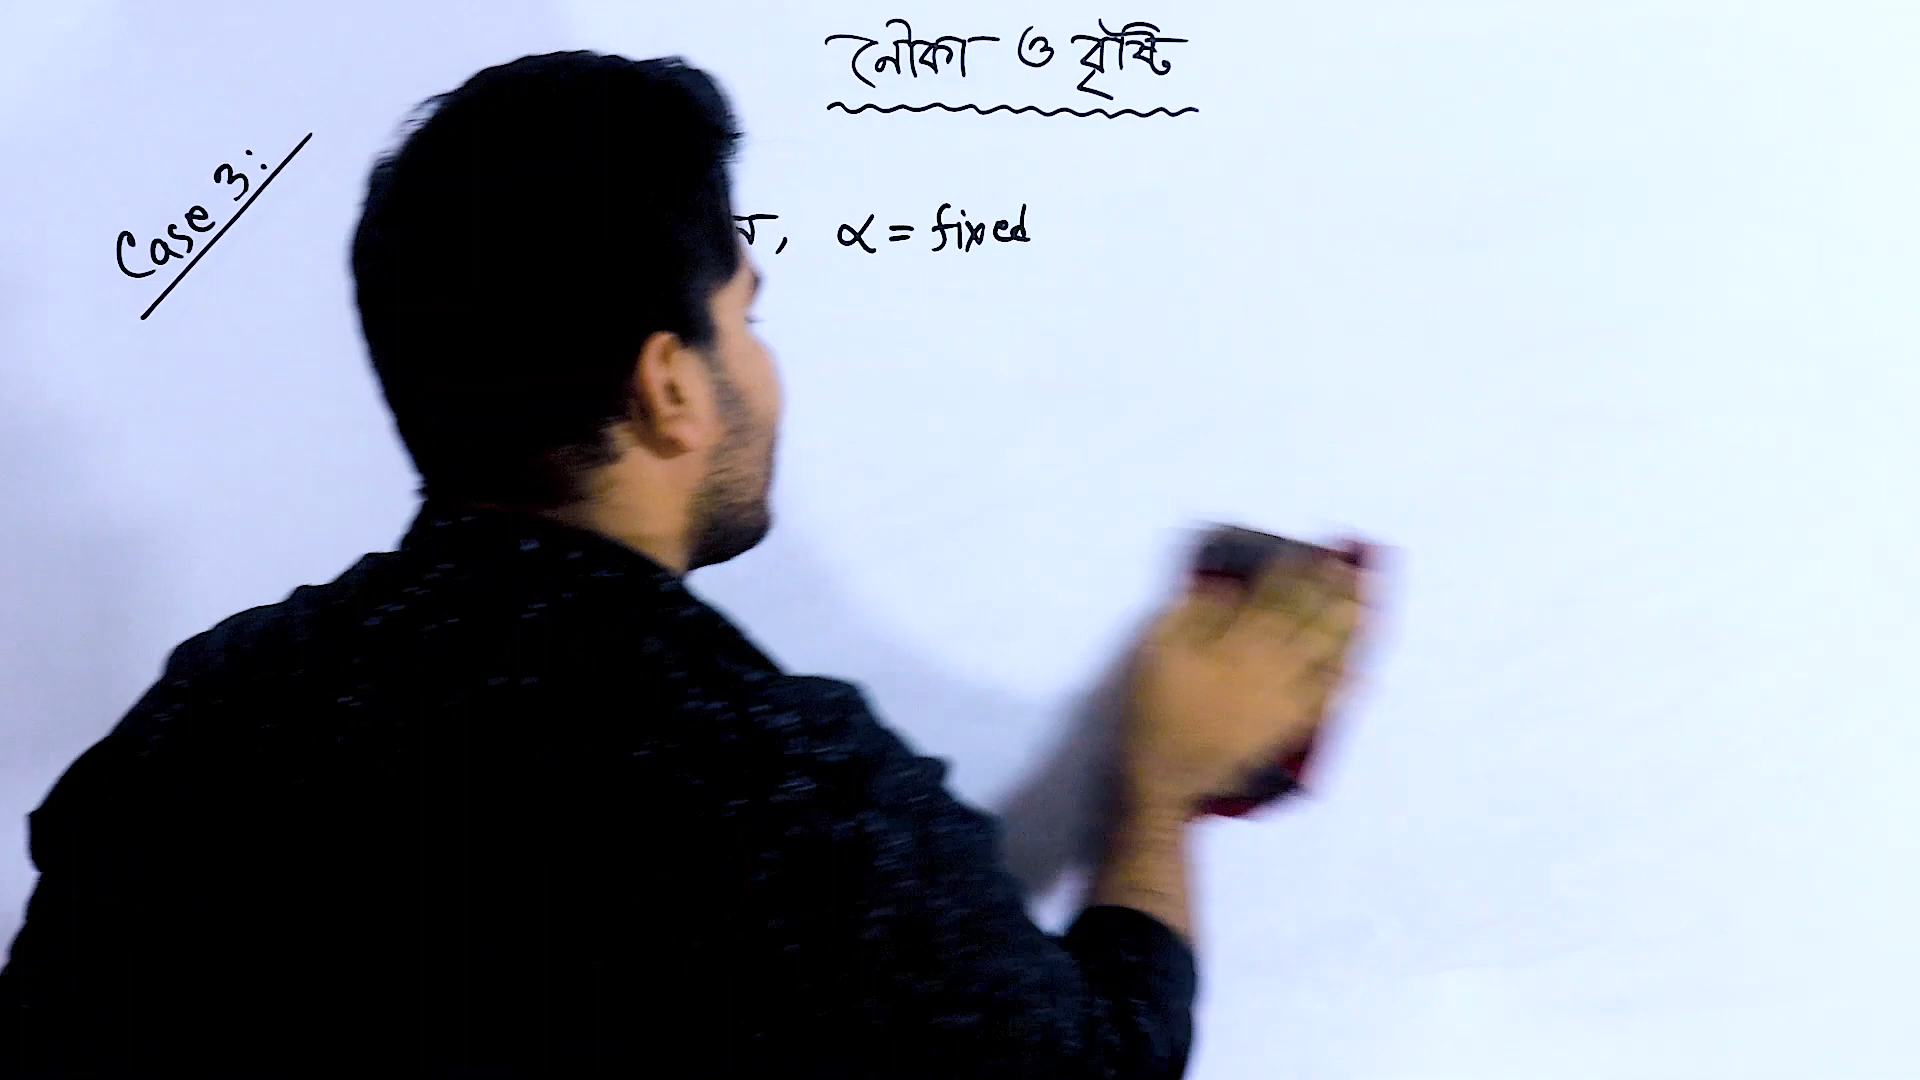 নৌকা ও বৃষ্টি
Case 3:
, α = fixed